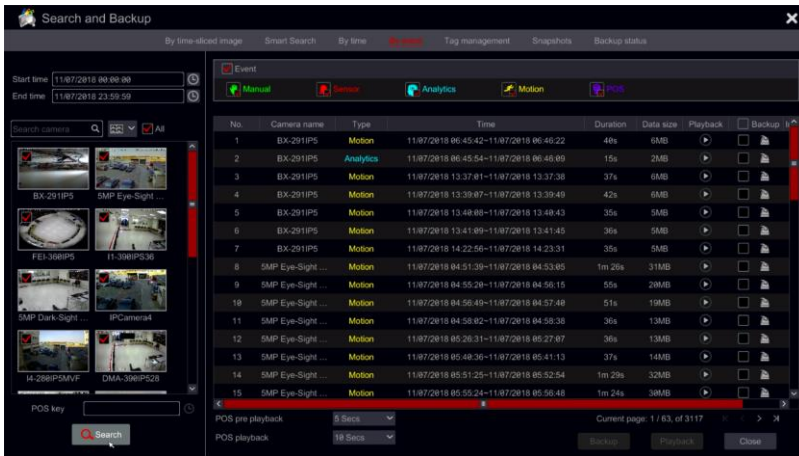 Search and Backup
By time-sliced image Smart Search By time By event Tag management Snapshots Backup status
Start time 11/07/2018 00:00:00
End time 11/07/2018 23:59:59
Search camera All
BX-291IP5 5MP Eye-Sight ...
FEI-360IP5 I1-390IPS36
5MP Dark-Sight ... IPCamera4
I4-280IP5MVF DMA-390IP528
POS key
Search
Event
Manual Sensor Analytics Motion POS
No. Camera name Type Time Duration Data size Playback Backup
1 BX-291IP5 Motion 11/07/2018 06:45:42~11/07/2018 06:46:22 40s 6MB
2 BX-291IP5 Analytics 11/07/2018 06:45:54~11/07/2018 06:46:09 15s 2MB
3 BX-291IP5 Motion 11/07/2018 13:37:01~11/07/2018 13:37:38 37s 6MB
4 BX-291IP5 Motion 11/07/2018 13:39:07~11/07/2018 13:39:49 42s 6MB
5 BX-291IP5 Motion 11/07/2018 13:40:08~11/07/2018 13:40:43 35s 5MB
6 BX-291IP5 Motion 11/07/2018 13:41:09~11/07/2018 13:41:45 36s 5MB
7 BX-291IP5 Motion 11/07/2018 14:22:56~11/07/2018 14:23:31 35s 5MB
8 5MP Eye-Sight ... Motion 11/07/2018 04:51:39~11/07/2018 04:53:05 1m 26s 31MB
9 5MP Eye-Sight ... Motion 11/07/2018 04:55:20~11/07/2018 04:56:15 55s 20MB
10 5MP Eye-Sight ... Motion 11/07/2018 04:56:49~11/07/2018 04:57:40 51s 19MB
11 5MP Eye-Sight ... Motion 11/07/2018 04:58:02~11/07/2018 04:58:38 36s 13MB
12 5MP Eye-Sight ... Motion 11/07/2018 05:26:31~11/07/2018 05:27:07 36s 13MB
13 5MP Eye-Sight ... Motion 11/07/2018 05:40:36~11/07/2018 05:41:13 37s 14MB
14 5MP Eye-Sight ... Motion 11/07/2018 05:51:25~11/07/2018 05:52:54 1m 29s 32MB
15 5MP Eye-Sight ... Motion 11/07/2018 05:55:24~11/07/2018 05:56:48 1m 24s 30MB
POS pre playback 5 Secs Current page: 1 / 63, of 3117
POS playback 10 Secs Backup Playback Close